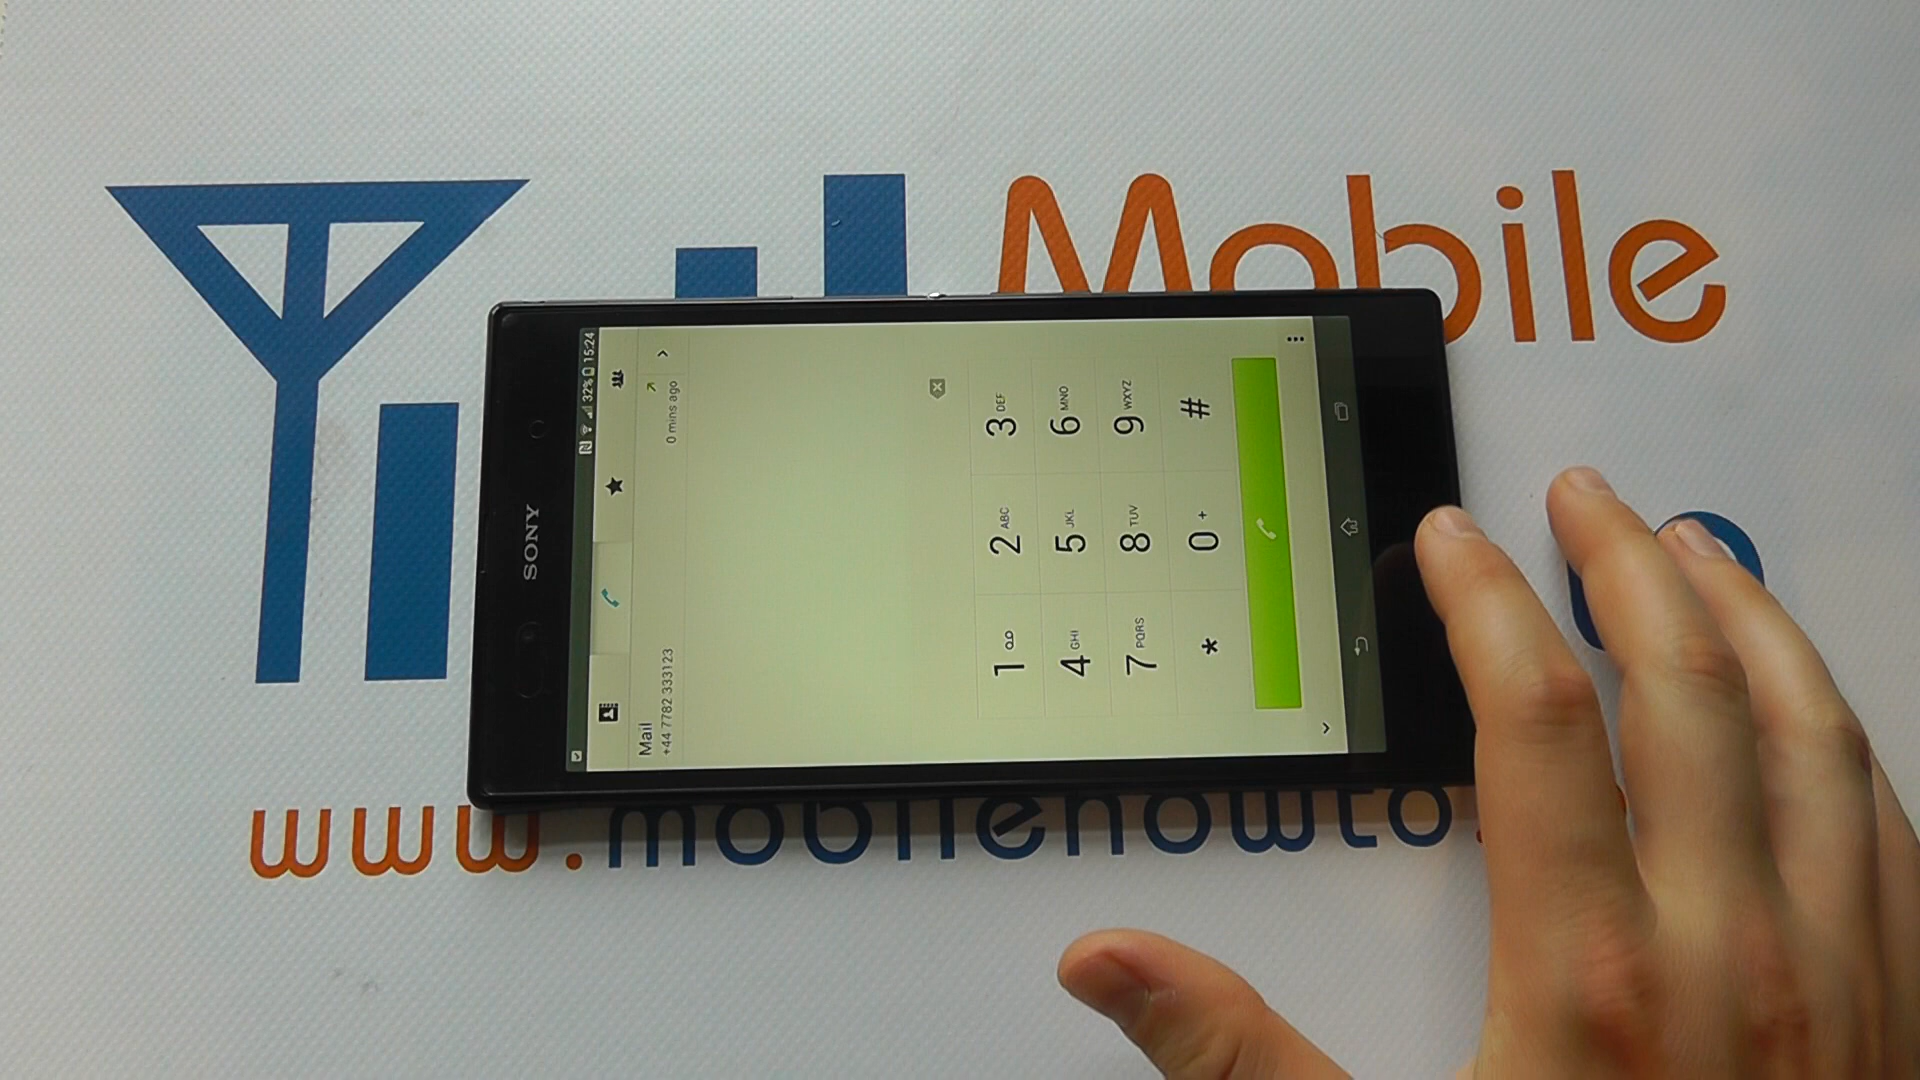 Mobile
SONY
32% 15:24
Mail
+44 7782 333123
0 mins ago
1
2 ABC
3 DEF
4 GHI
5 JKL
6 MNO
7 PQRS
8 TUV
9 WXYZ
*
0 +
#
www.mobilehowto.